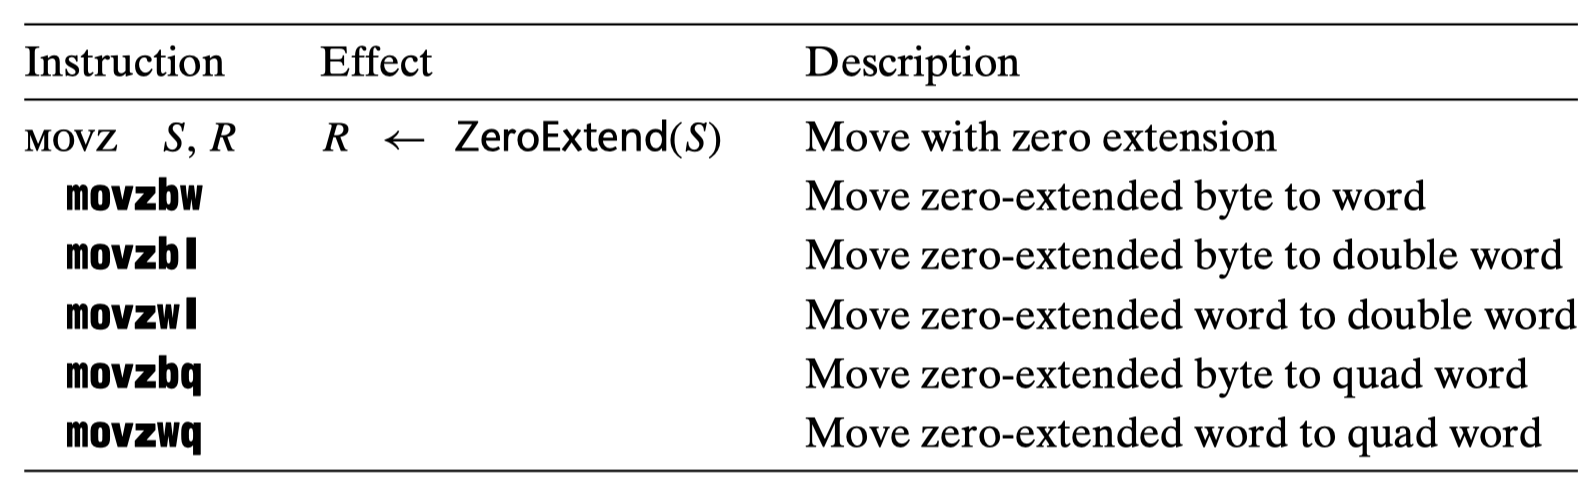 Instruction Effect Description
MOVZ S, R R ← ZeroExtend(S) Move with zero extension
movzbw Move zero-extended byte to word
movzbl Move zero-extended byte to double word
movzwl Move zero-extended word to double word
movzbq Move zero-extended byte to quad word
movzwq Move zero-extended word to quad word